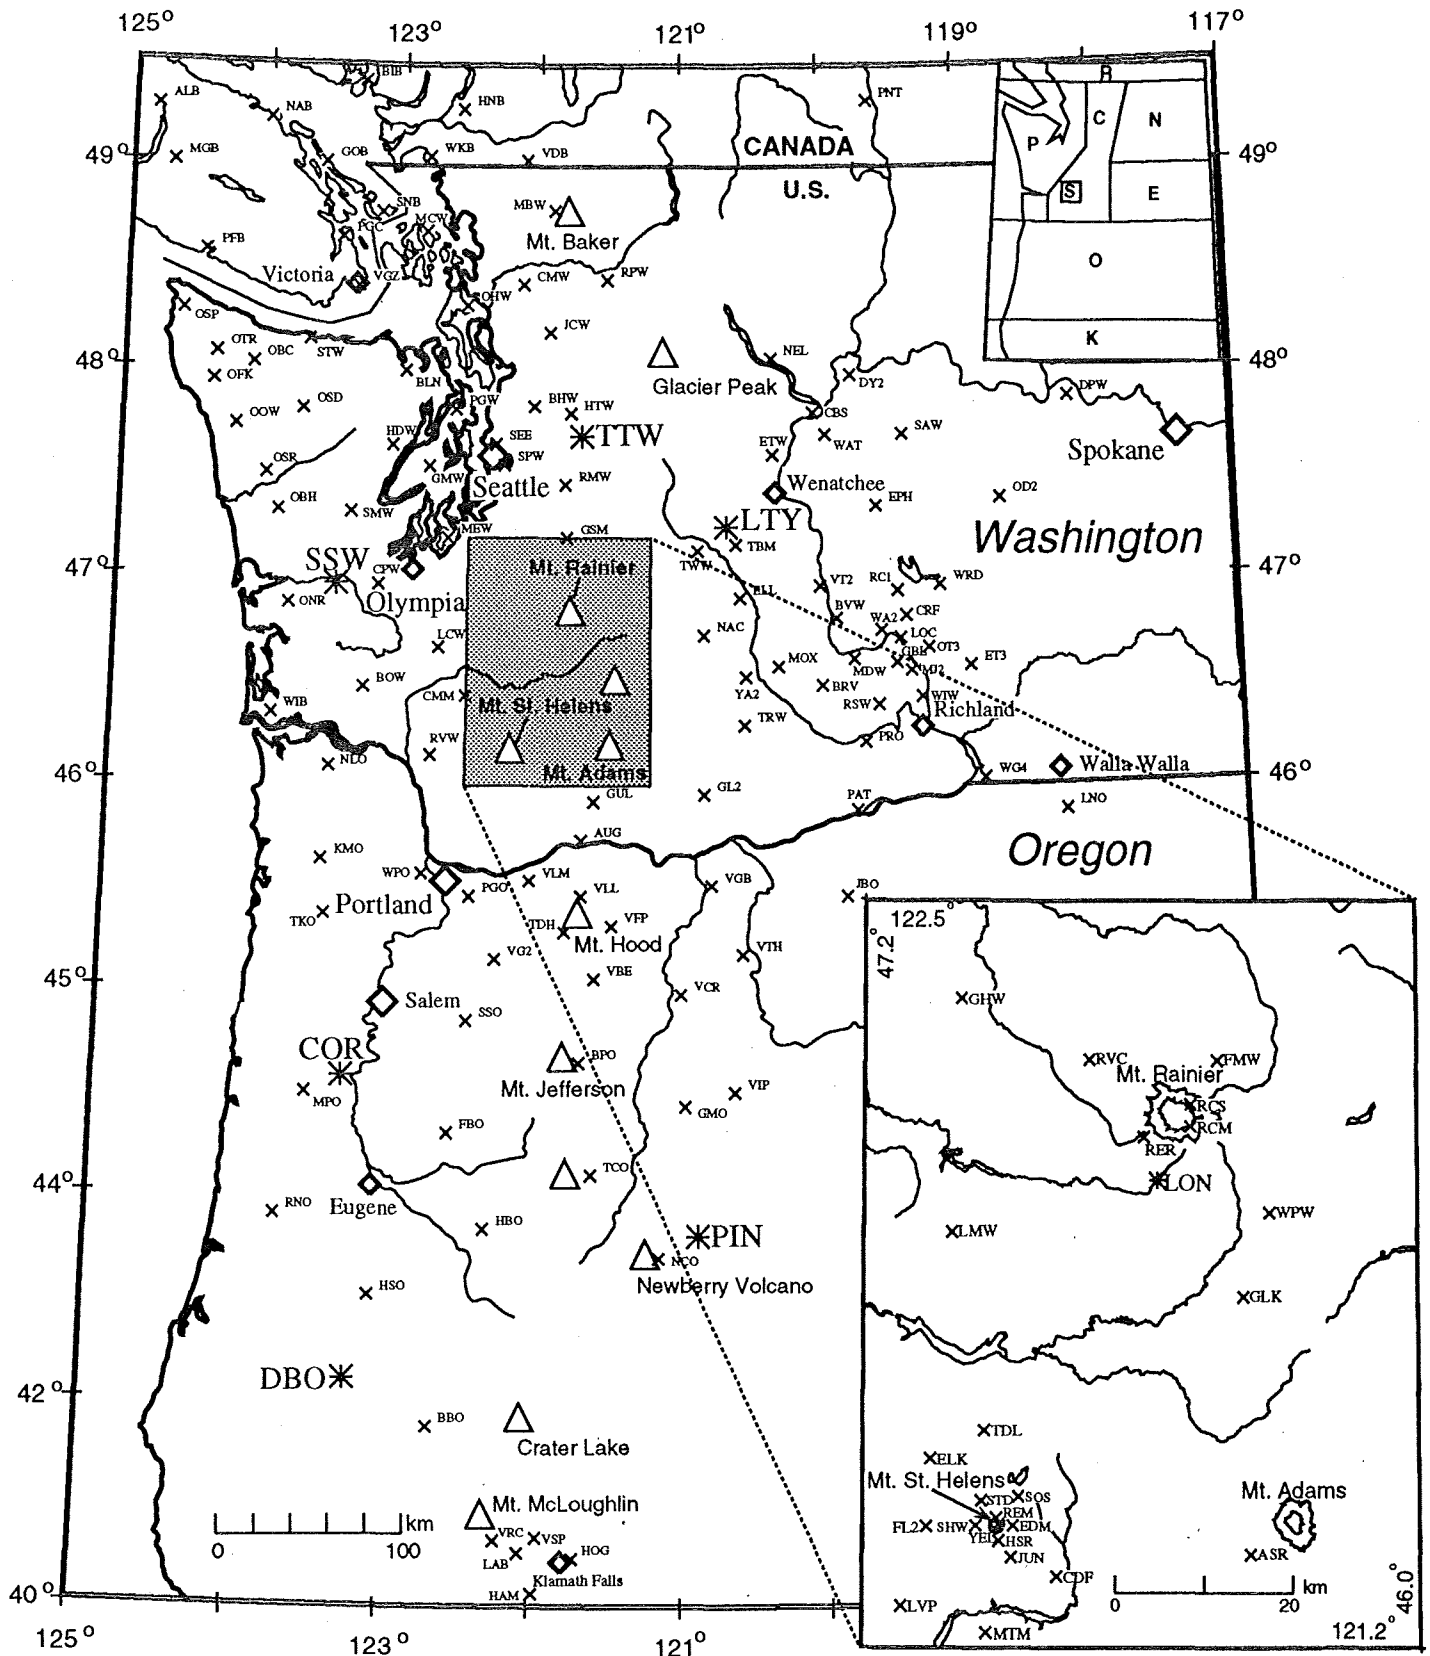 125° 123° 121° 119° 117°
BIB
ALB
NAB
HNB
PNT
49°
MGB
GOB
WKB
VDB
CANADA
U.S.
49°
SNB
MCW
MBW
PGC
Mt. Baker
PFB
Victoria
VGZ
CMW
RPW
OHW
OSP
JCW
OTR
OBC
STW
48°
OFK
BLN
Glacier Peak
NEL
DY2
48°
DPW
OOW
OSD
PGW
BHW
HTW
CBS
HDW
SEE
TTW
WAT
SAW
SPW
ETW
Spokane
OSR
GMW
Seattle
RMW
Wenatchee
OBH
SMW
EPH
OD2
LTY
MEW
GSM
TBM
Washington
47°
SSW
CPW
Mt. Rainier
TWW
47°
ONR
Olympia
ELL
VT2
RC1
WRD
BVW
CRF
LCW
NAC
WA2
LOC
OT3
GBL
ET3
BOW
MOX
MDW
MJ2
CMM
YA2
BRV
WIB
Mt. St. Helens
RSW
WIW
Richland
RVW
TRW
PRO
NLO
46°
Mt. Adams
WG4
Walla Walla
46°
GUL
GL2
PAT
LNO
KMO
AUG
Oregon
WPO
VLM
VGB
JBO
PGO
VLL
TKO
Portland
TDH
VFP
Mt. Hood
VG2
VTH
VBE
45°
VCR
Salem
SSO
COR
BPO
MPO
Mt. Jefferson
VIP
GMO
FBO
44°
TCO
Eugene
RNO
HBO
PIN
NCO
Newberry Volcano
HSO
42°
DBO
BBO
Crater Lake
Mt. McLoughlin
km
0 100
VRC
VSP
LAB
HOG
Klamath Falls
HAM
40°
125° 123° 121°
B
C
N
P
S
E
O
K
122.5°
47.2°
GHW
RVC
FMW
Mt. Rainier
RCS
RCM
RER
LON
WPW
LMW
GLK
TDL
ELK
Mt. St. Helens
STD
SOS
Mt. Adams
REM
FL2
SHW
EDM
YEL
HSR
JUN
ASR
CDF
LVP
km
0 20
MTM
46.0°
121.2°